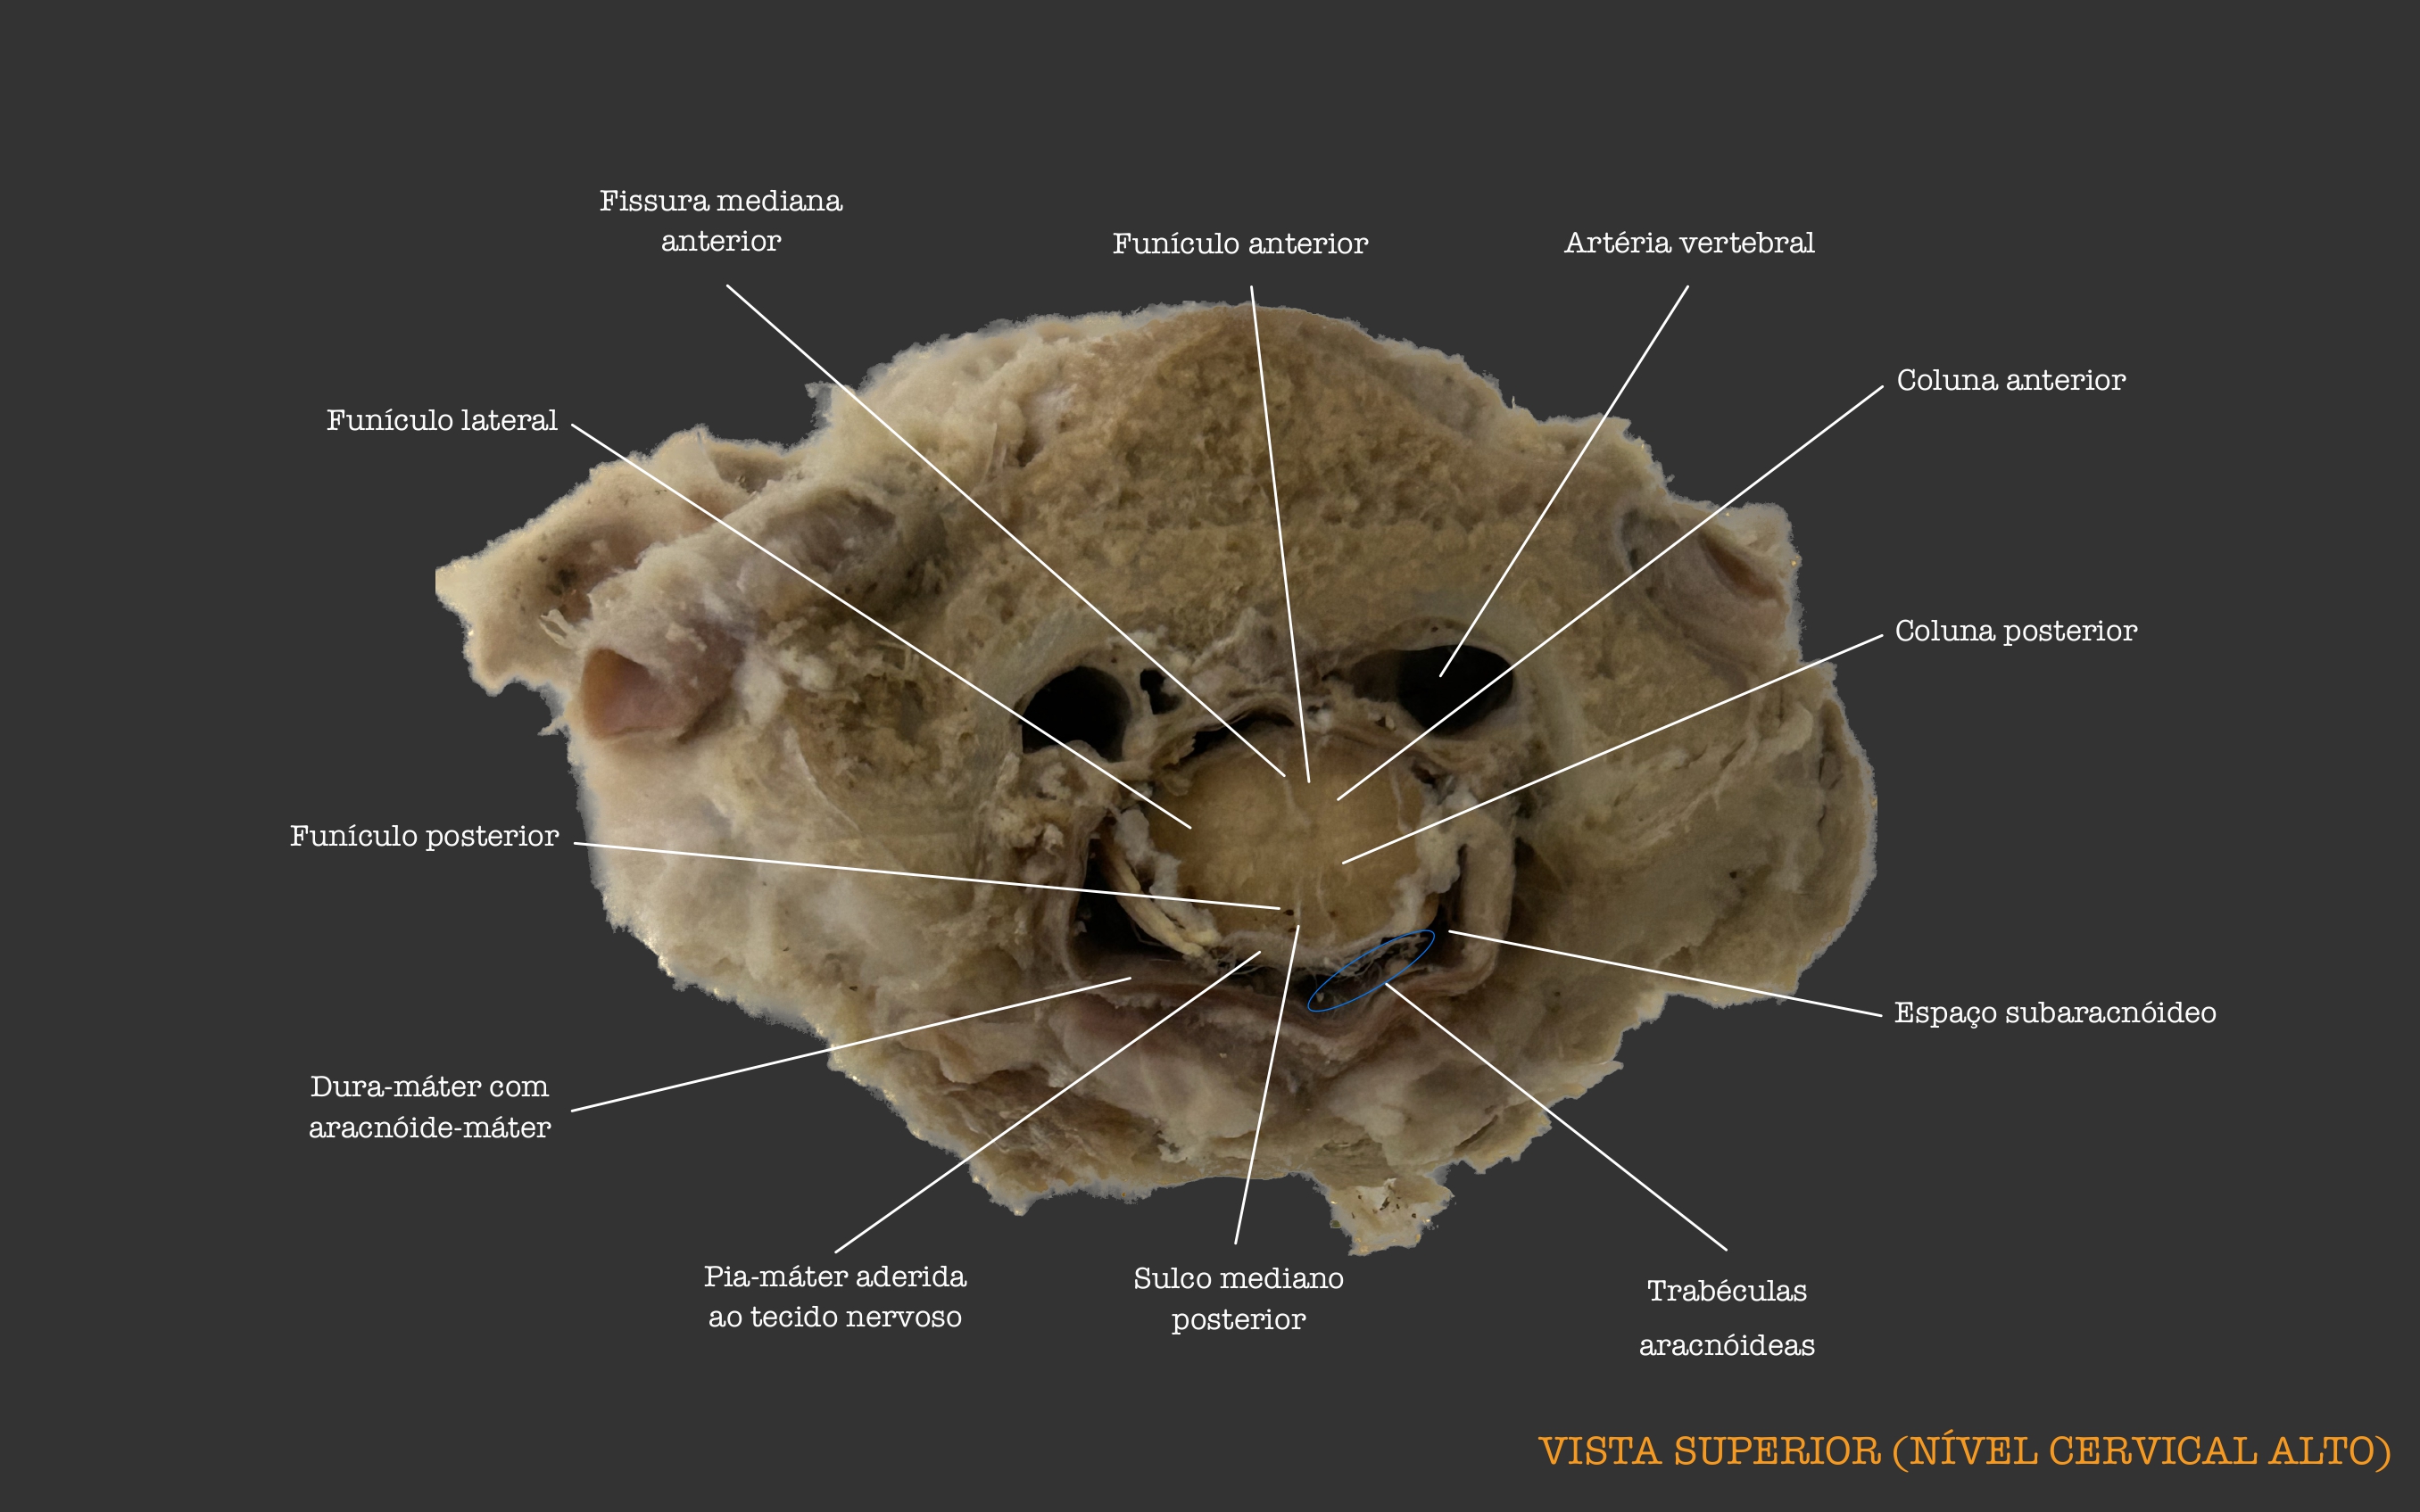 Fissura mediana
anterior
Funículo anterior
Artéria vertebral
Coluna anterior
Funículo lateral
Coluna posterior
Funículo posterior
Espaço subaracnóideo
Dura-máter com
aracnóide-máter
Pia-máter aderida
ao tecido nervoso
Sulco mediano
posterior
Trabéculas
aracnóideas
VISTA SUPERIOR (NÍVEL CERVICAL ALTO)